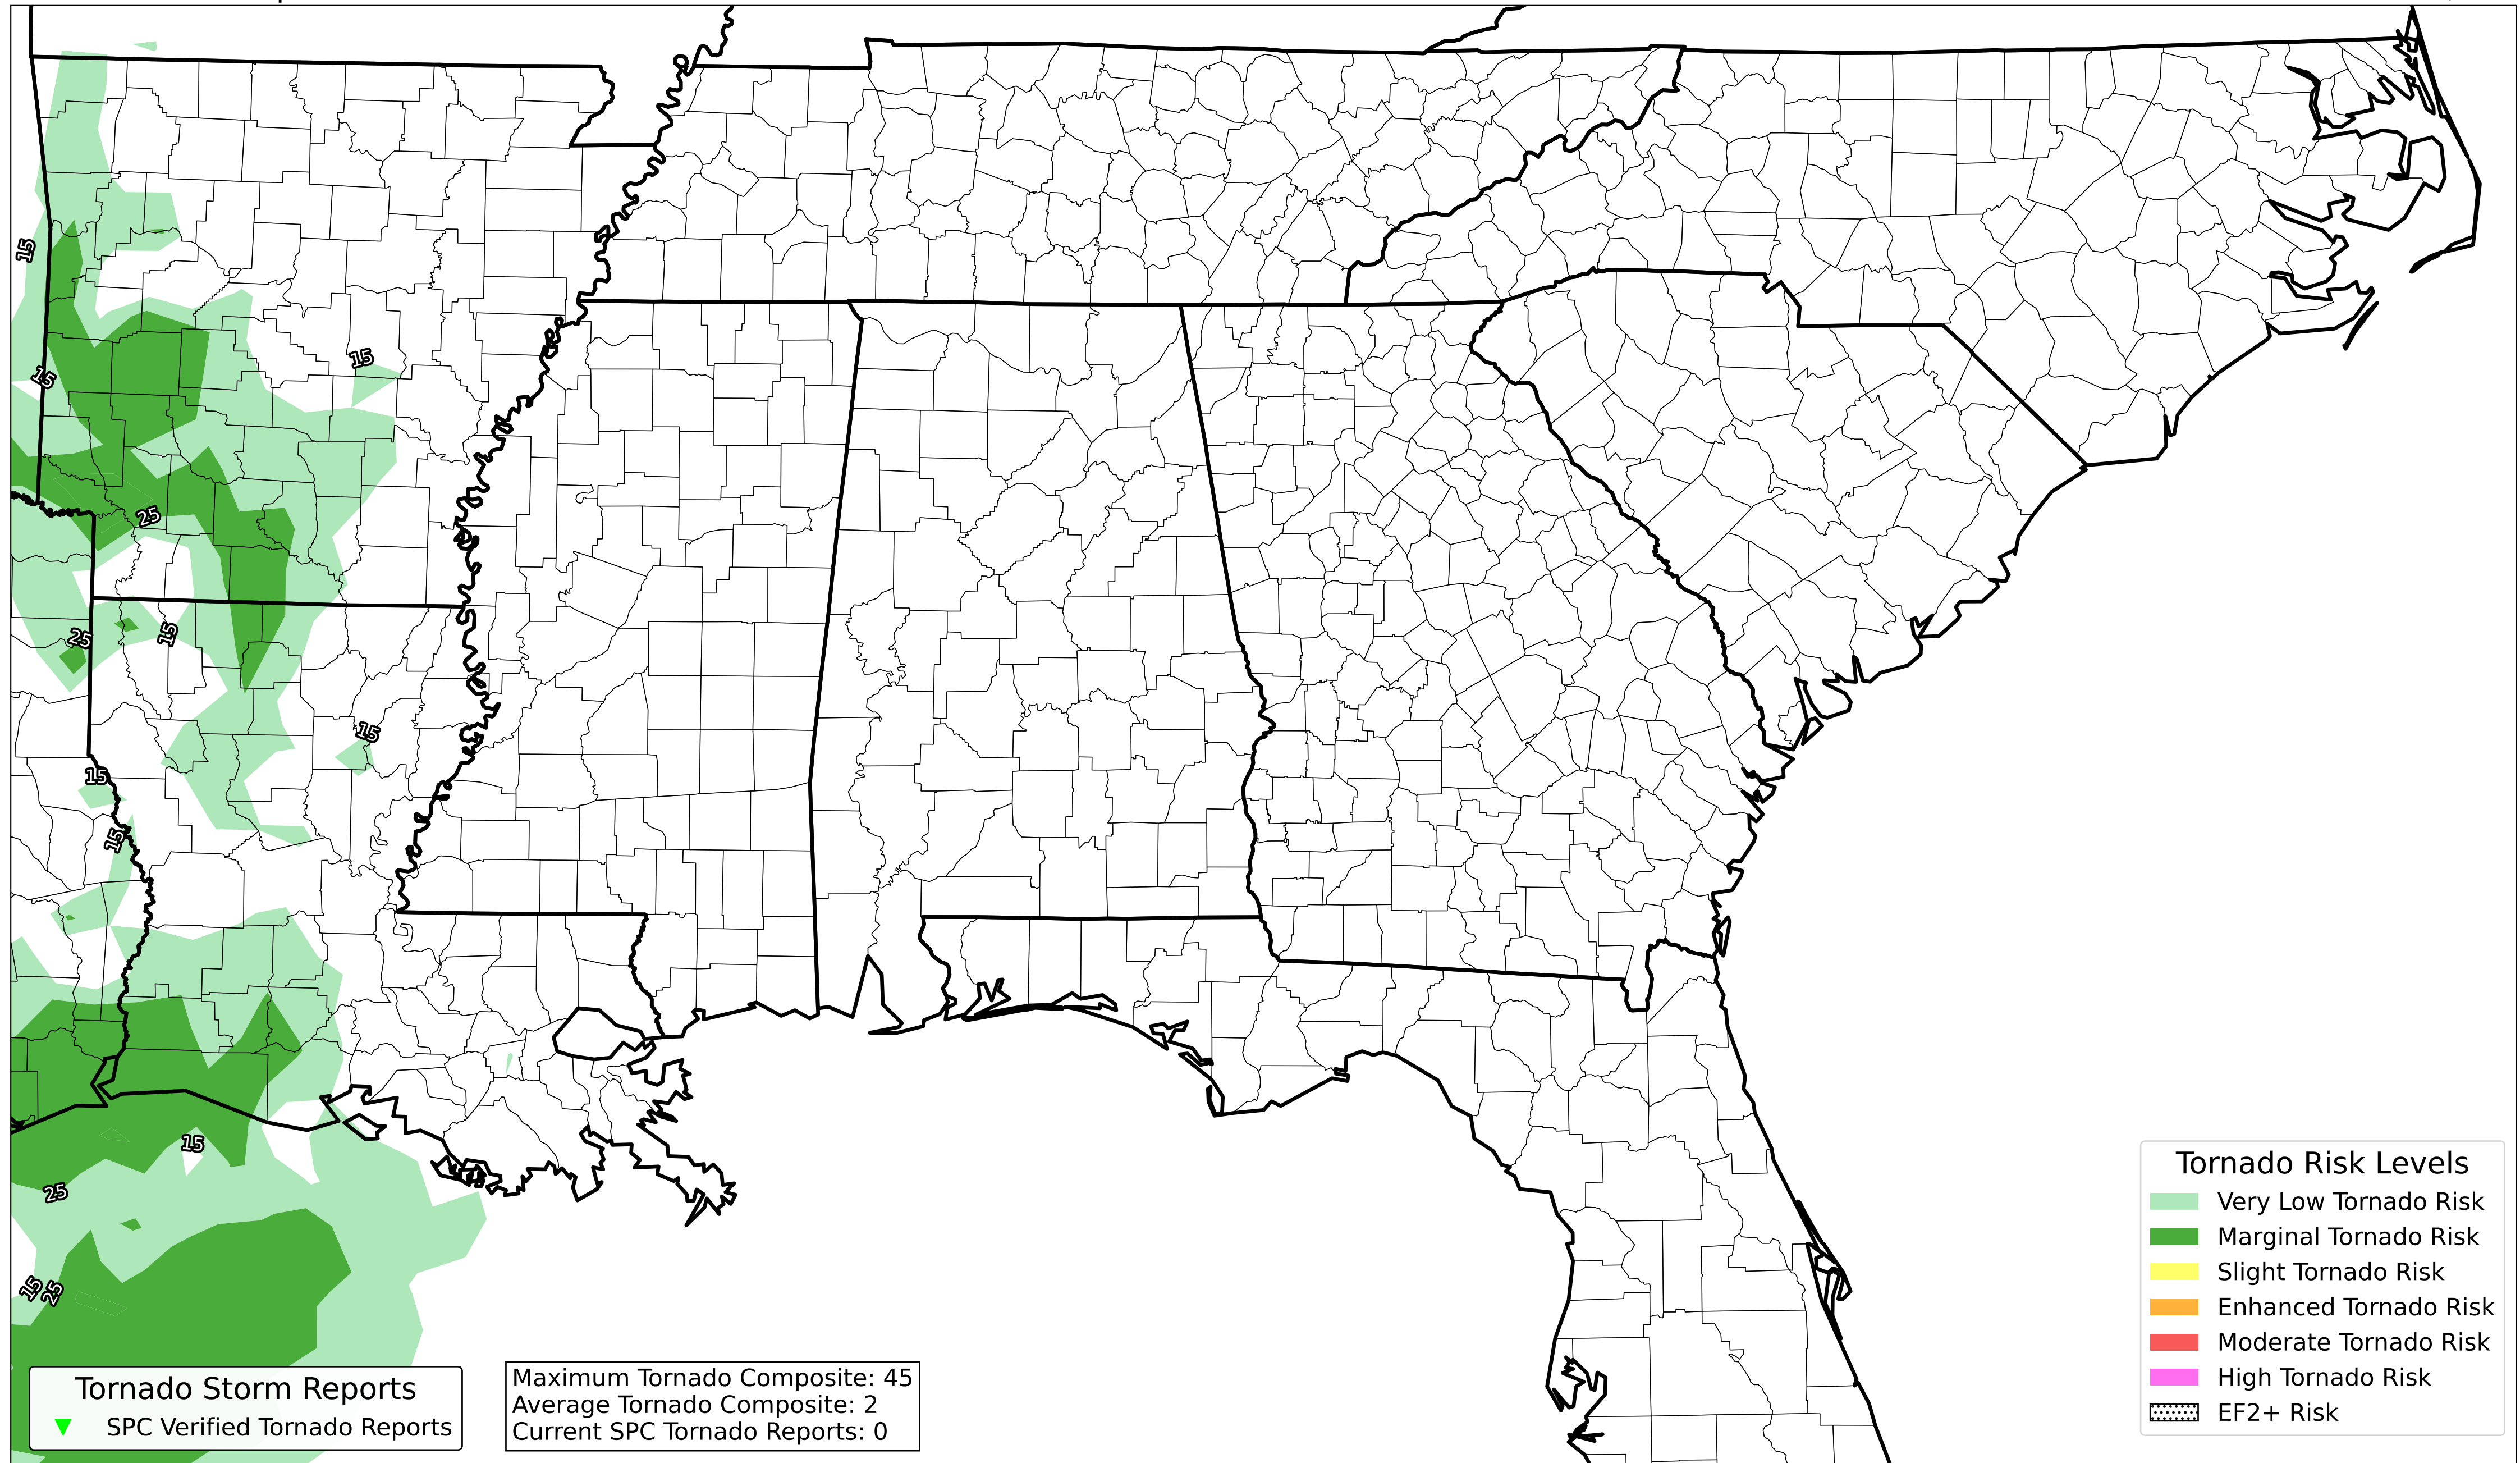 15
15
15
25
25
15
15
15
15
15
25
15
25
Tornado Risk Levels
Very Low Tornado Risk
Marginal Tornado Risk
Slight Tornado Risk
Enhanced Tornado Risk
Moderate Tornado Risk
High Tornado Risk
EF2+ Risk
Tornado Storm Reports
SPC Verified Tornado Reports
Maximum Tornado Composite: 45
Average Tornado Composite: 2
Current SPC Tornado Reports: 0